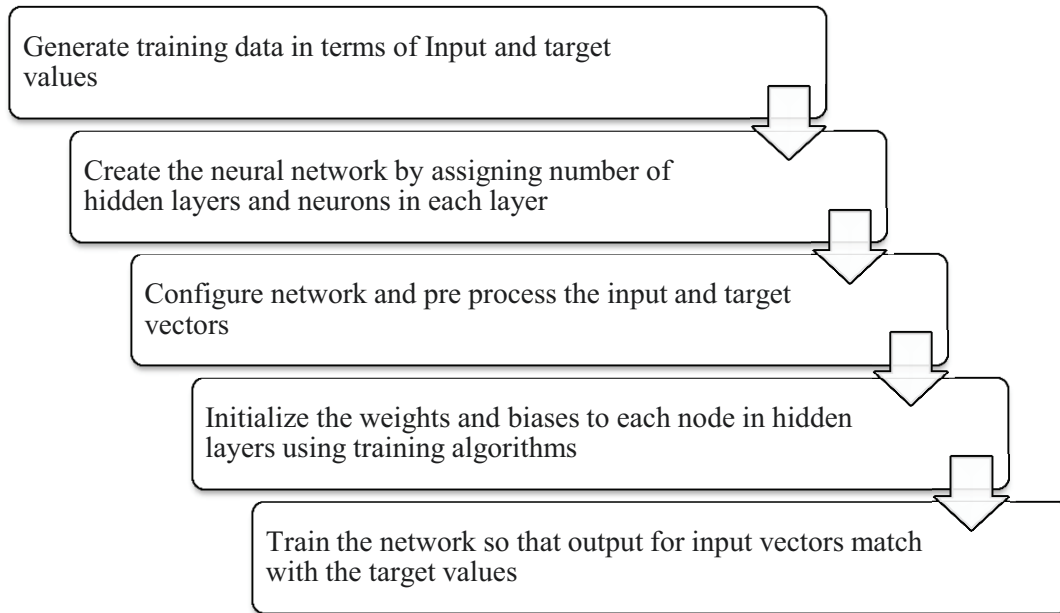 Generate training data in terms of Input and target
values
Create the neural network by assigning number of
hidden layers and neurons in each layer
Configure network and pre process the input and target
vectors
Initialize the weights and biases to each node in hidden
layers using training algorithms
Train the network so that output for input vectors match
with the target values